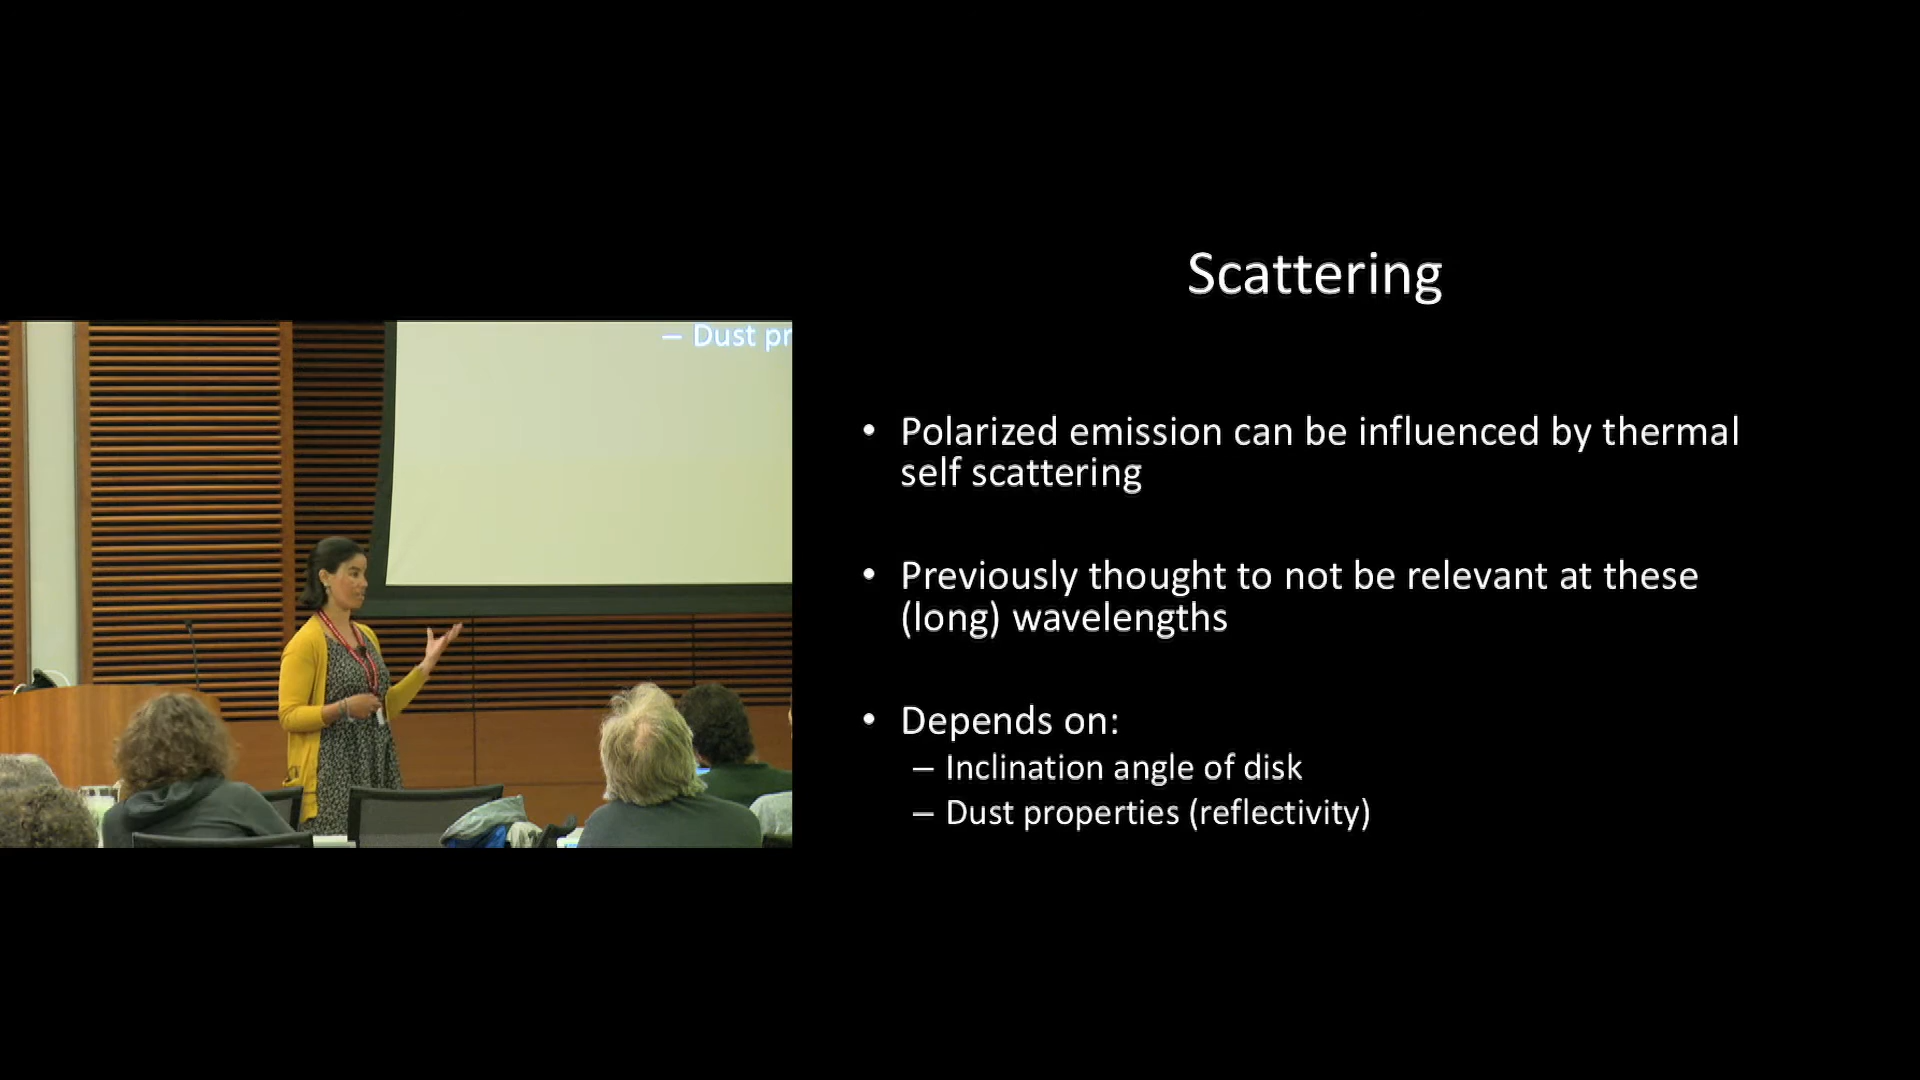 Scattering
– Dust pr
• Polarized emission can be influenced by thermal
self scattering
• Previously thought to not be relevant at these
(long) wavelengths
• Depends on:
– Inclination angle of disk
– Dust properties (reflectivity)